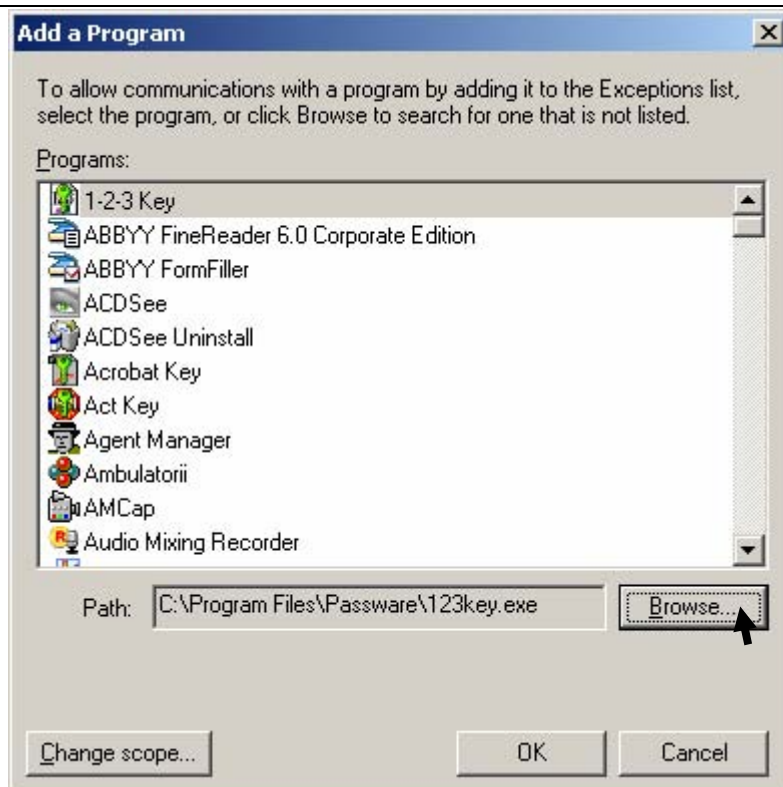 Add a Program
To allow communications with a program by adding it to the Exceptions list,
select the program, or click Browse to search for one that is not listed.
Programs:
1-2-3 Key
ABBYY FineReader 6.0 Corporate Edition
ABBYY FormFiller
ACDSee
ACDSee Uninstall
Acrobat Key
Act Key
Agent Manager
Ambulatorii
AMCap
Audio Mixing Recorder
Path: C:\Program Files\Passware\123key.exe Browse...
Change scope... OK Cancel